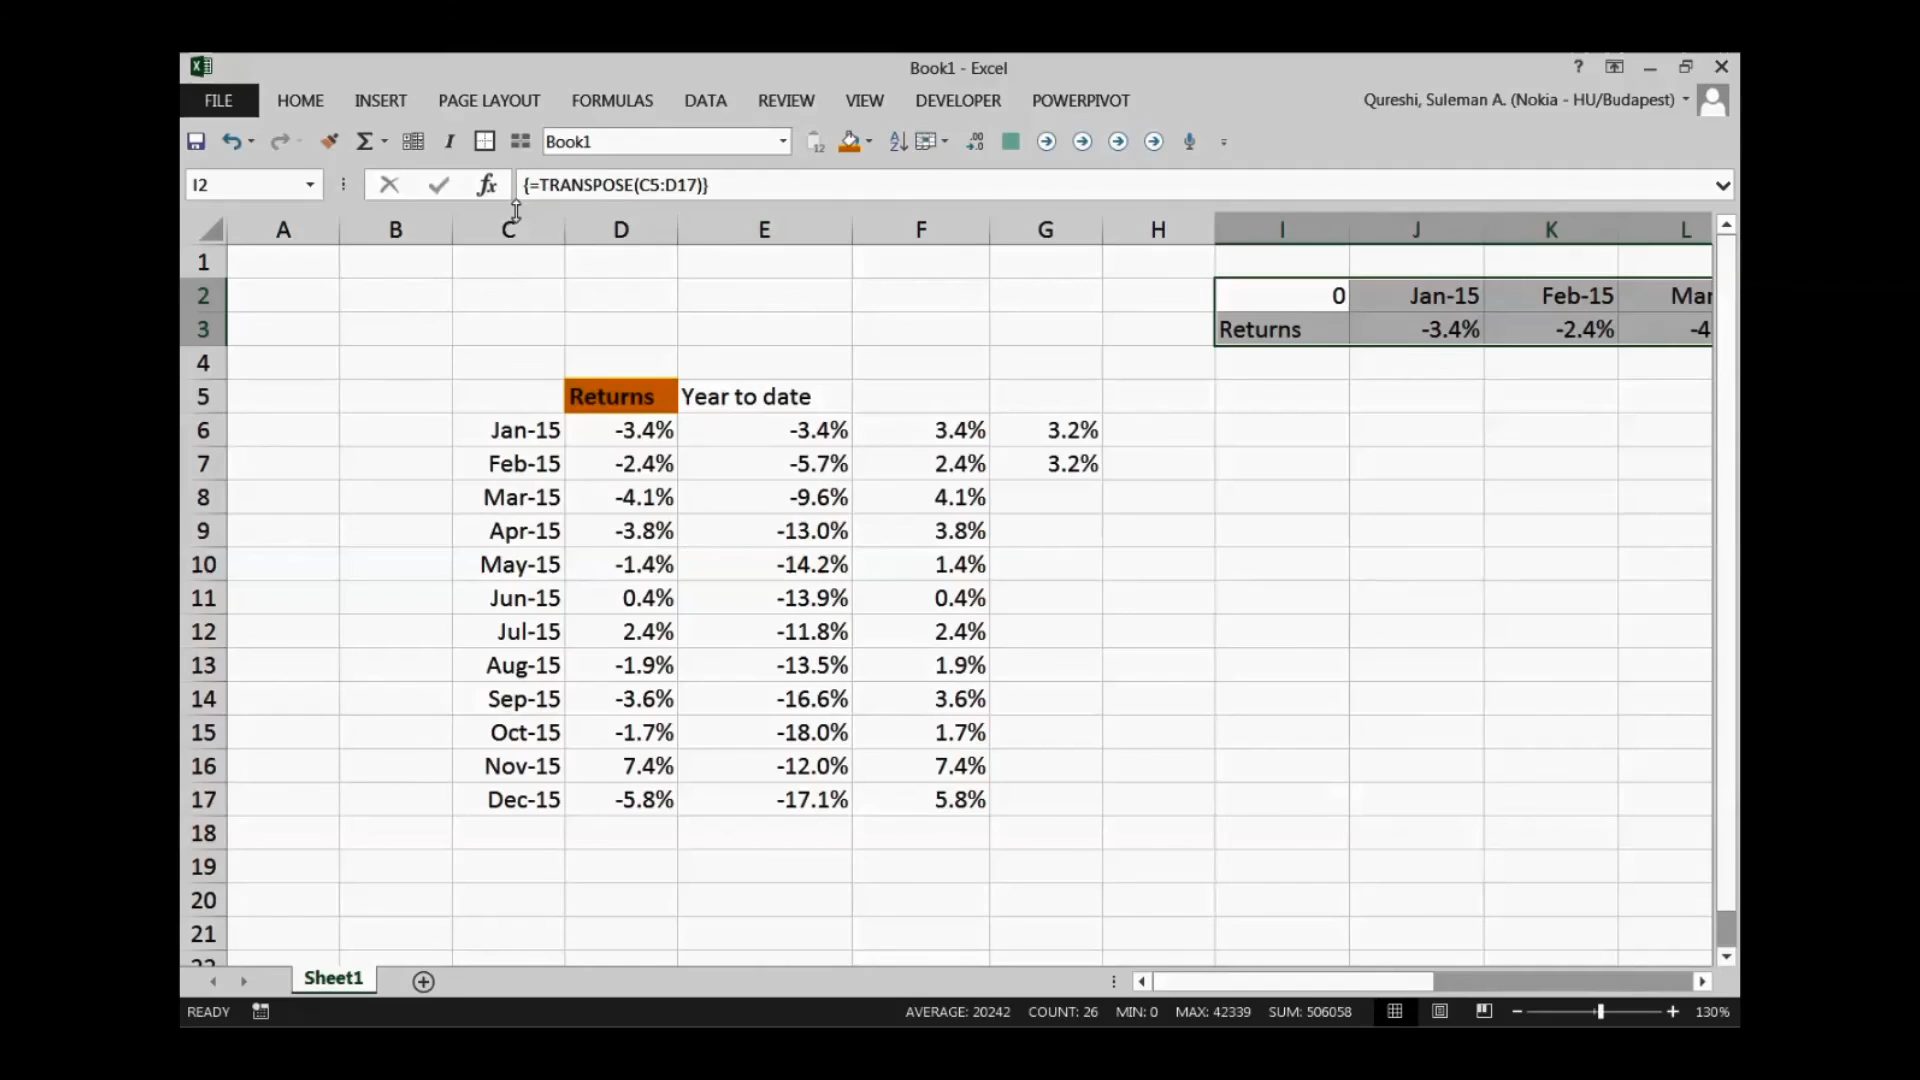 Book1 - Excel
?
FILE HOME INSERT PAGE LAYOUT FORMULAS DATA REVIEW VIEW DEVELOPER POWERPIVOT Qureshi, Suleman A. (Nokia - HU/Budapest)
Book1
I2 {=TRANSPOSE(C5:D17)}
A B C D E F G H I J K L
1
2 0 Jan-15 Feb-15 Mar
3 Returns -3.4% -2.4% -4
4
5 Returns Year to date
6 Jan-15 -3.4% -3.4% 3.4% 3.2%
7 Feb-15 -2.4% -5.7% 2.4% 3.2%
8 Mar-15 -4.1% -9.6% 4.1%
9 Apr-15 -3.8% -13.0% 3.8%
10 May-15 -1.4% -14.2% 1.4%
11 Jun-15 0.4% -13.9% 0.4%
12 Jul-15 2.4% -11.8% 2.4%
13 Aug-15 -1.9% -13.5% 1.9%
14 Sep-15 -3.6% -16.6% 3.6%
15 Oct-15 -1.7% -18.0% 1.7%
16 Nov-15 7.4% -12.0% 7.4%
17 Dec-15 -5.8% -17.1% 5.8%
18
19
20
21
22
Sheet1
READY AVERAGE: 20242 COUNT: 26 MIN: 0 MAX: 42339 SUM: 506058 130%